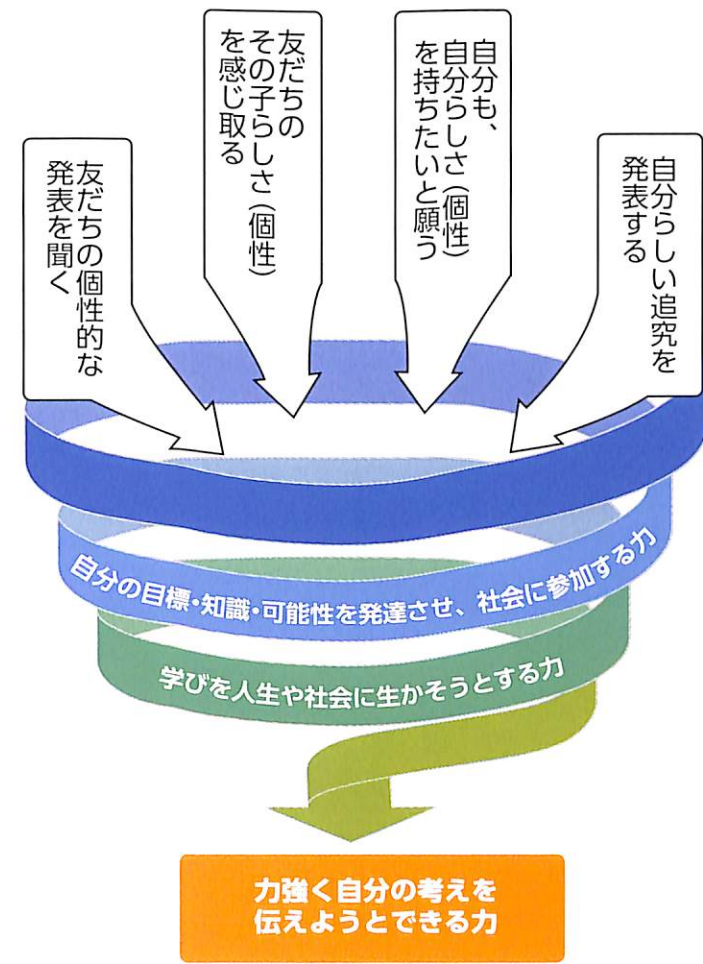 自分らしい追究を
発表する
自分も、
自分らしさ（個性）
を持ちたいと願う
友だちの
その子らしさ（個性）
を感じ取る
友だちの個性的な
発表を聞く
自分の目標・知識・可能性を発達させ、社会に参加する力
学びを人生や社会に生かそうとする力
力強く自分の考えを
伝えようとできる力